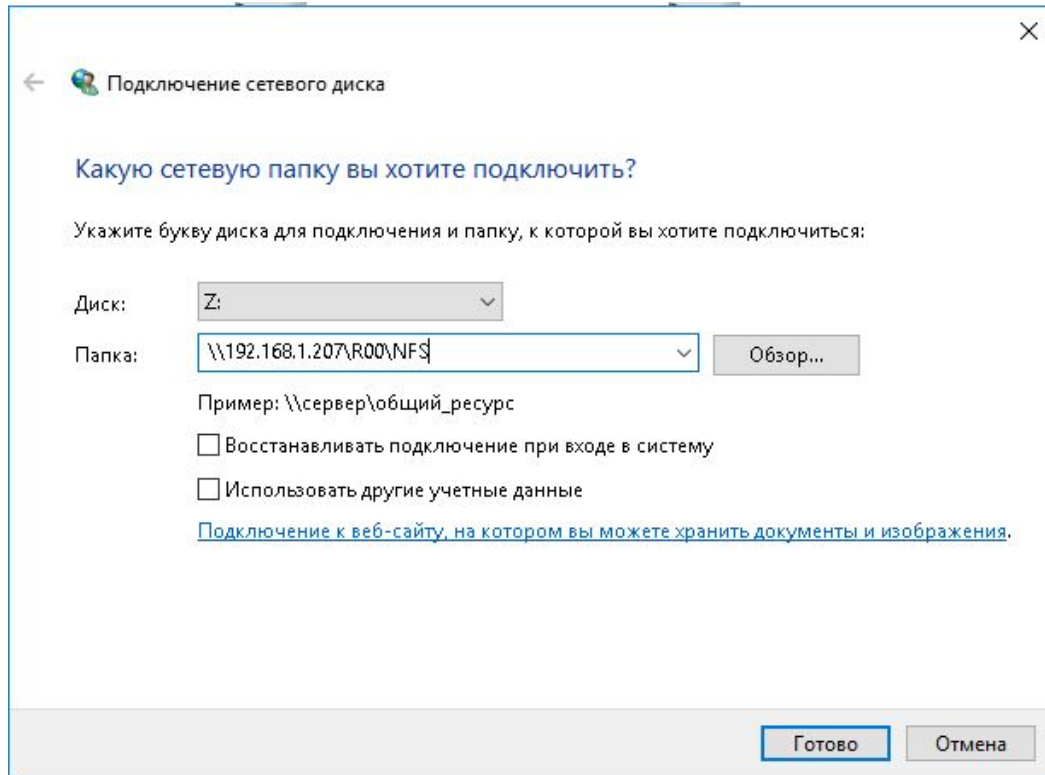 Подключение сетевого диска
Какую сетевую папку вы хотите подключить?
Укажите букву диска для подключения и папку, к которой вы хотите подключиться:
Диск: Z:
Папка: \\192.168.1.207\R00\NFS Обзор...
Пример: \\сервер\общий_ресурс
Восстанавливать подключение при входе в систему
Использовать другие учетные данные
Подключение к веб-сайту, на котором вы можете хранить документы и изображения.
Готово Отмена